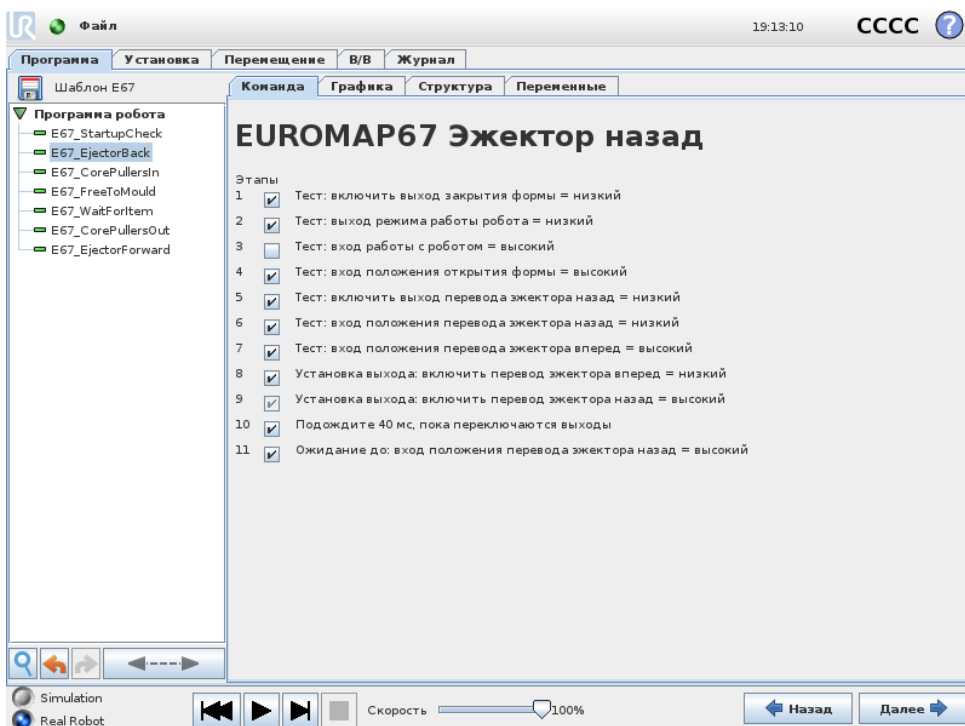 UR Файл 19:13:10 CCCC ?
Программа Установка Перемещение В/В Журнал
Шаблон E67
Команда Графика Структура Переменные
Программа робота
E67_StartupCheck
E67_EjectorBack
E67_CorePullersIn
E67_FreeToMould
E67_WaitForItem
E67_CorePullersOut
E67_EjectorForward
EUROMAP67 Эжектор назад
Этапы
1 Тест: включить выход закрытия формы = низкий
2 Тест: выход режима работы робота = низкий
3 Тест: вход работы с роботом = высокий
4 Тест: вход положения открытия формы = высокий
5 Тест: включить выход перевода эжектора назад = низкий
6 Тест: вход положения перевода эжектора назад = низкий
7 Тест: вход положения перевода эжектора вперед = высокий
8 Установка выхода: включить перевод эжектора вперед = низкий
9 Установка выхода: включить перевод эжектора назад = высокий
10 Подождите 40 мс, пока переключаются выходы
11 Ожидание до: вход положения перевода эжектора назад = высокий
Simulation
Real Robot
Скорость 100%
Назад Далее